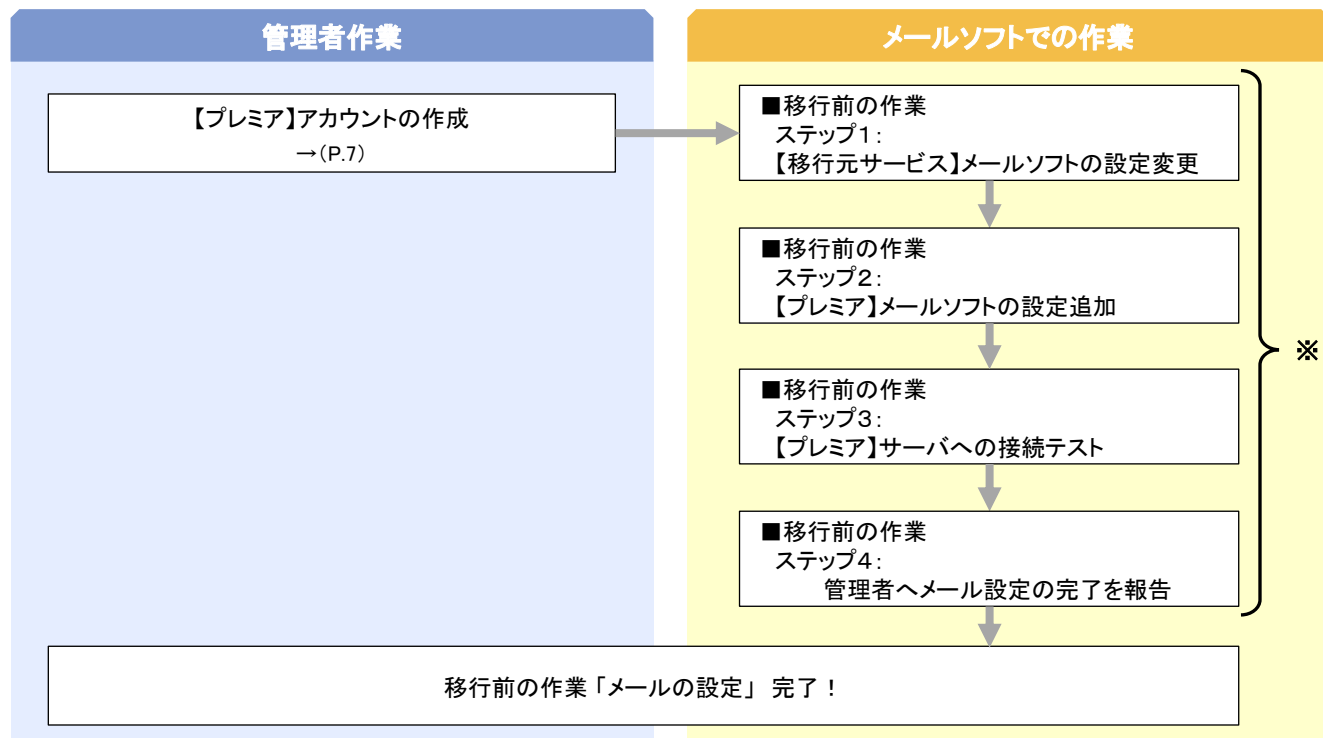 管理者作業
メールソフトでの作業
【プレミア】アカウントの作成
→(P.7)
■移行前の作業
ステップ1：
【移行元サービス】メールソフトの設定変更
■移行前の作業
ステップ2：
【プレミア】メールソフトの設定追加
■移行前の作業
ステップ3：
【プレミア】サーバへの接続テスト
■移行前の作業
ステップ4：
管理者へメール設定の完了を報告
※
移行前の作業「メールの設定」 完了！